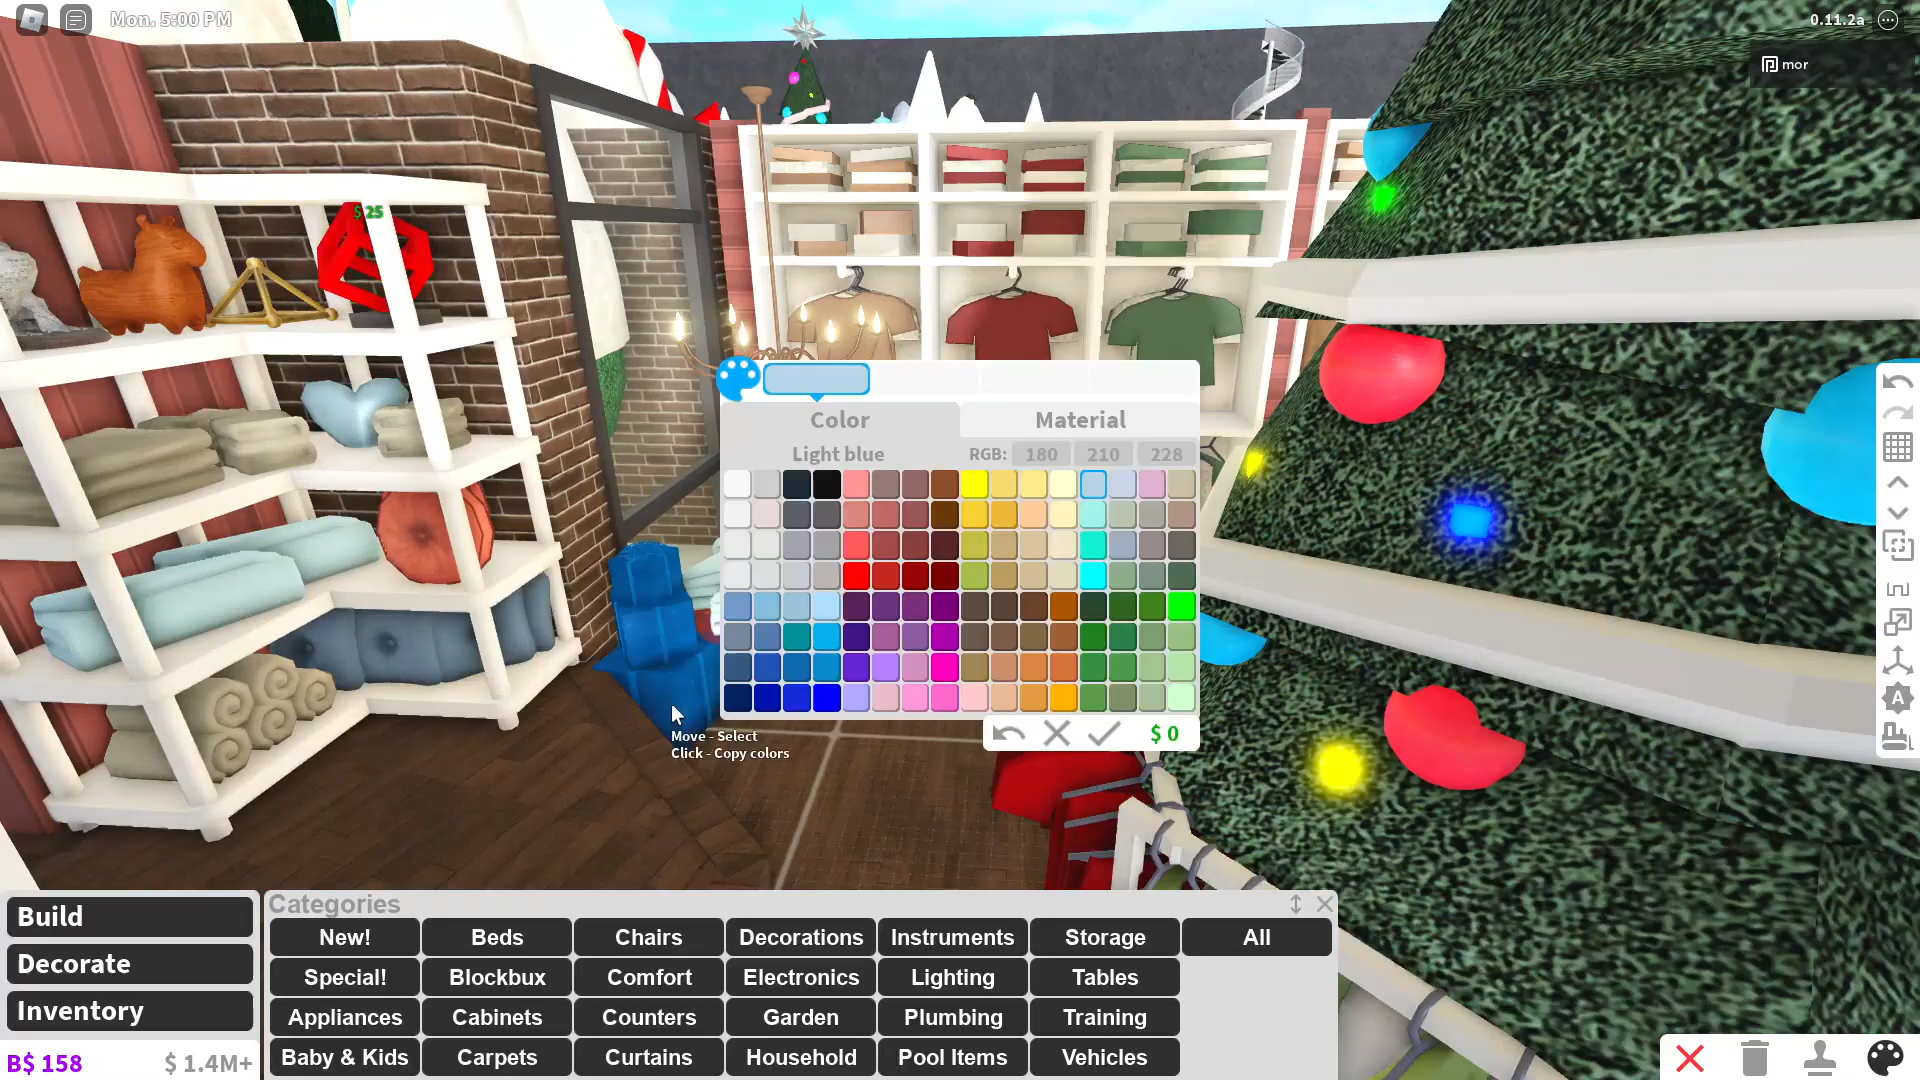 Mon. 5:00 PM
0.11.2a
mor
$ 25
Color
Material
Light blue
RGB: 180 210 228
Move - Select
Click - Copy colors
$ 0
A
Build
Decorate
Inventory
B$ 158
$ 1.4M+
Categories
New! Beds Chairs Decorations Instruments Storage All
Special! Blockbux Comfort Electronics Lighting Tables
Appliances Cabinets Counters Garden Plumbing Training
Baby & Kids Carpets Curtains Household Pool Items Vehicles